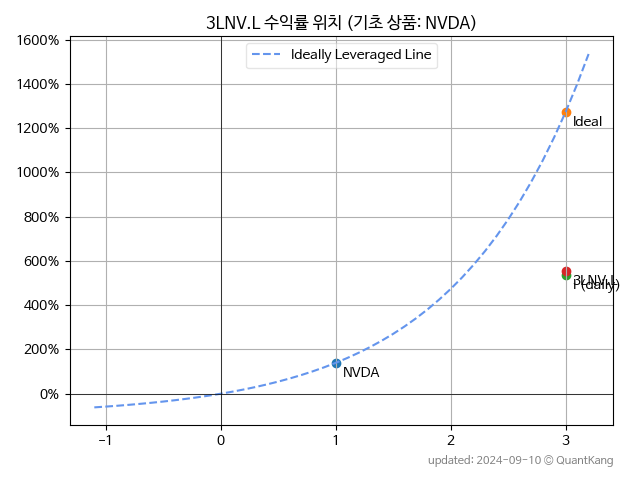 3LNV.L 수익률 위치 (기초 상품: NVDA)
Ideally Leveraged Line
1600%
1400%
1200%
1000%
800%
600%
400%
200%
0%
Ideal
3LNV.L
(daily)
NVDA
-1
0
1
2
3
updated: 2024-09-10 © QuantKang